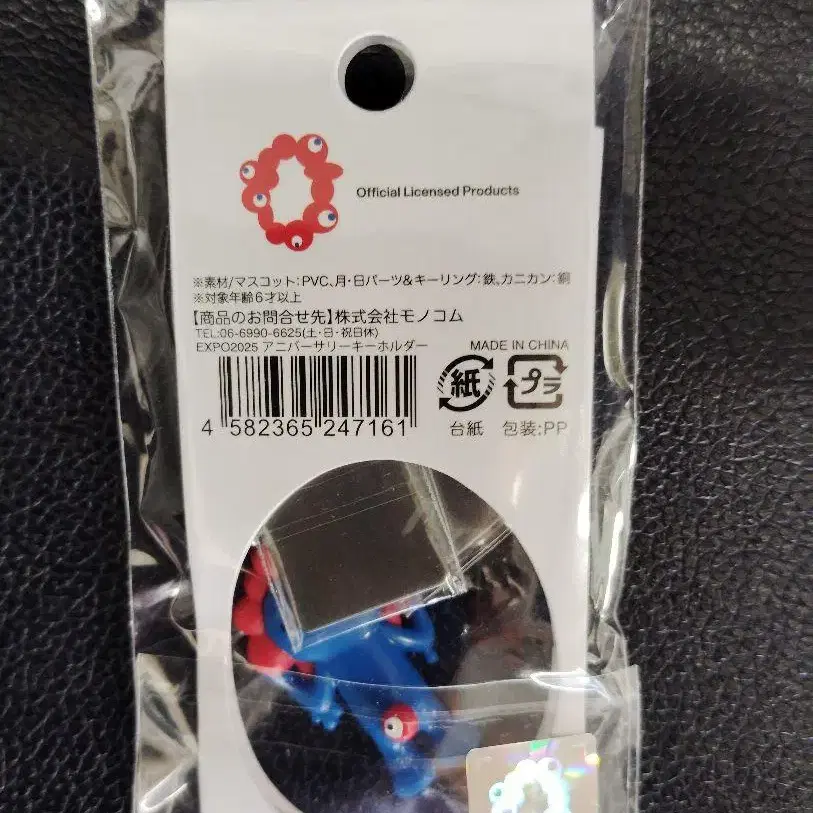 Official Licensed Products
※素材/マスコット:PVC、月・日パーツ&キーリング:鉄、カニカン:銅
※対象年齢6才以上
【商品のお問合せ先】株式会社モノコム
TEL:06-6990-6625(土・日・祝日休)
EXPO2025 アニバーサリーキーホルダー MADE IN CHINA
紙 プラ
4 582365 247161 台紙 包装:PP